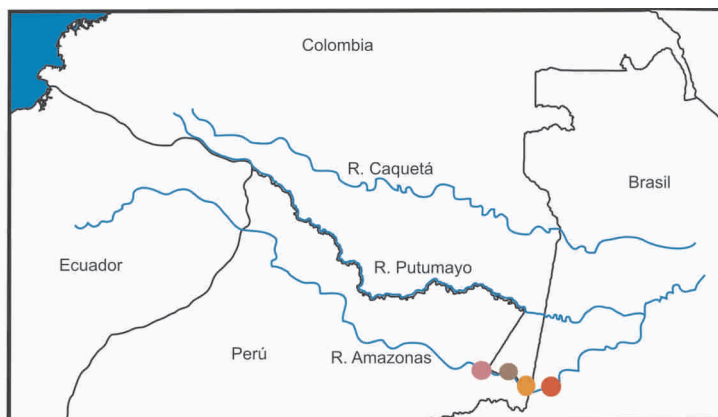 Colombia
R. Caquetá
Brasil
Ecuador
R. Putumayo
Perú
R. Amazonas